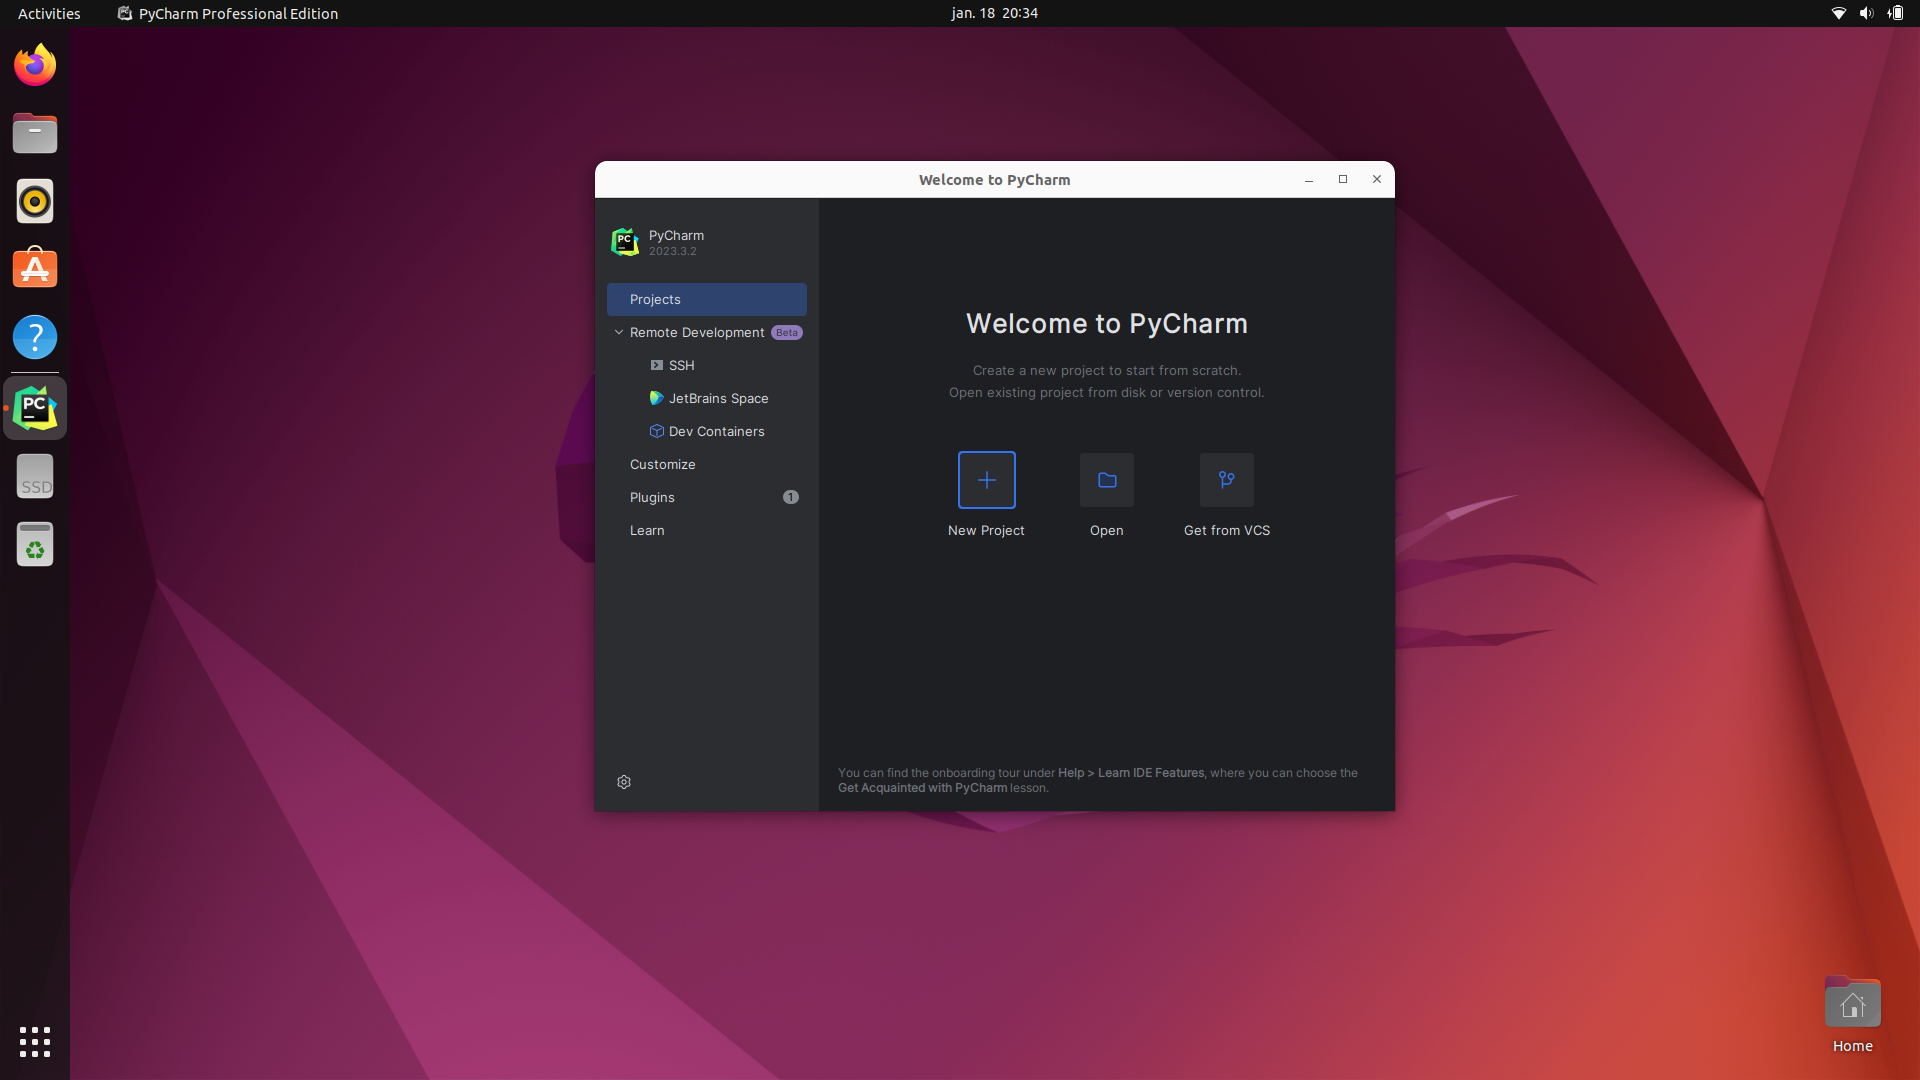 Activities
PyCharm Professional Edition
jan. 18 20:34
Welcome to PyCharm
PC
PyCharm
2023.3.2
Projects
Remote Development Beta
SSH
JetBrains Space
Dev Containers
Customize
Plugins 1
Learn
Welcome to PyCharm
Create a new project to start from scratch.
Open existing project from disk or version control.
New Project
Open
Get from VCS
You can find the onboarding tour under Help > Learn IDE Features, where you can choose the
Get Acquainted with PyCharm lesson.
?
PC
SSD
Home